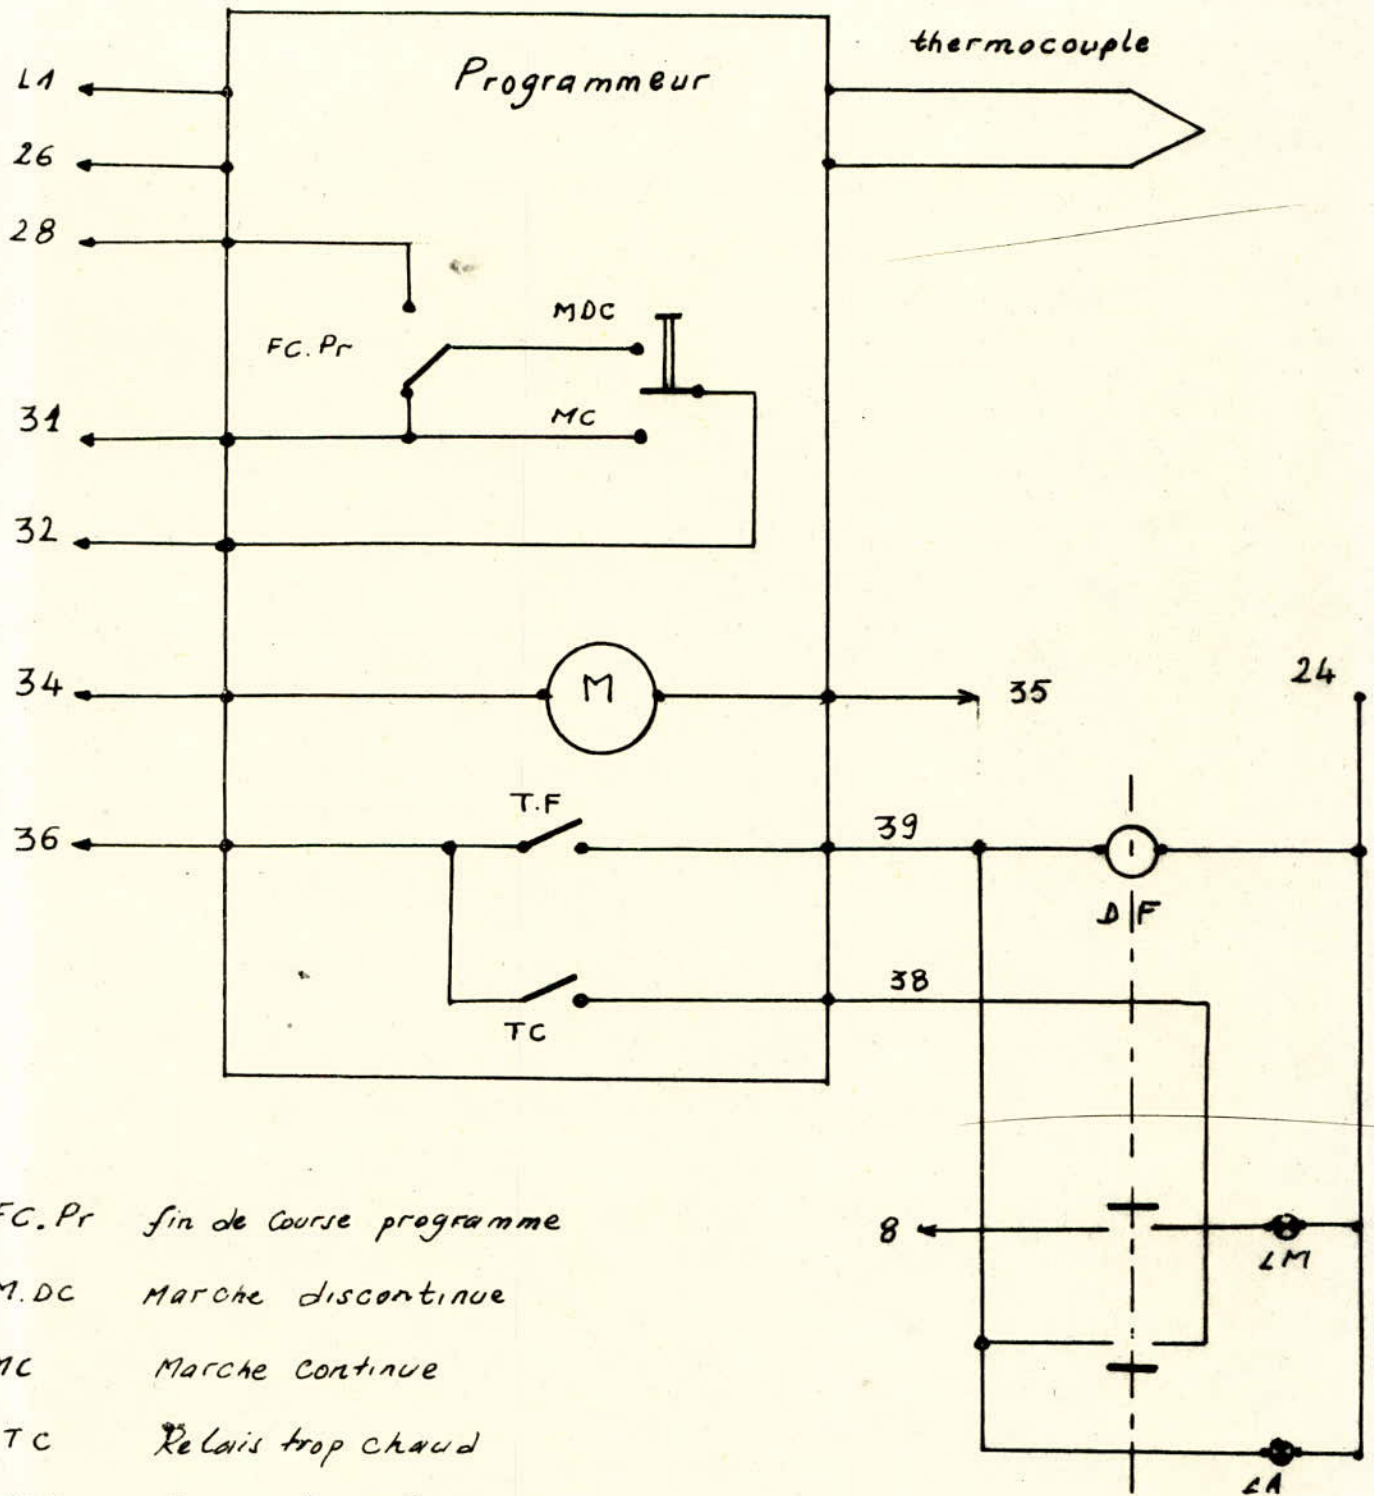 thermocouple
Programmeur
L1
26
28
MDC
FC. Pr
31
MC
32
34
M
35
24
T.F
36
39
DF
38
TC
8
LM
FC. Pr fin de Course programme
M.DC Marche discontinue
MC Marche Continue
TC Relais trop chaud
LA